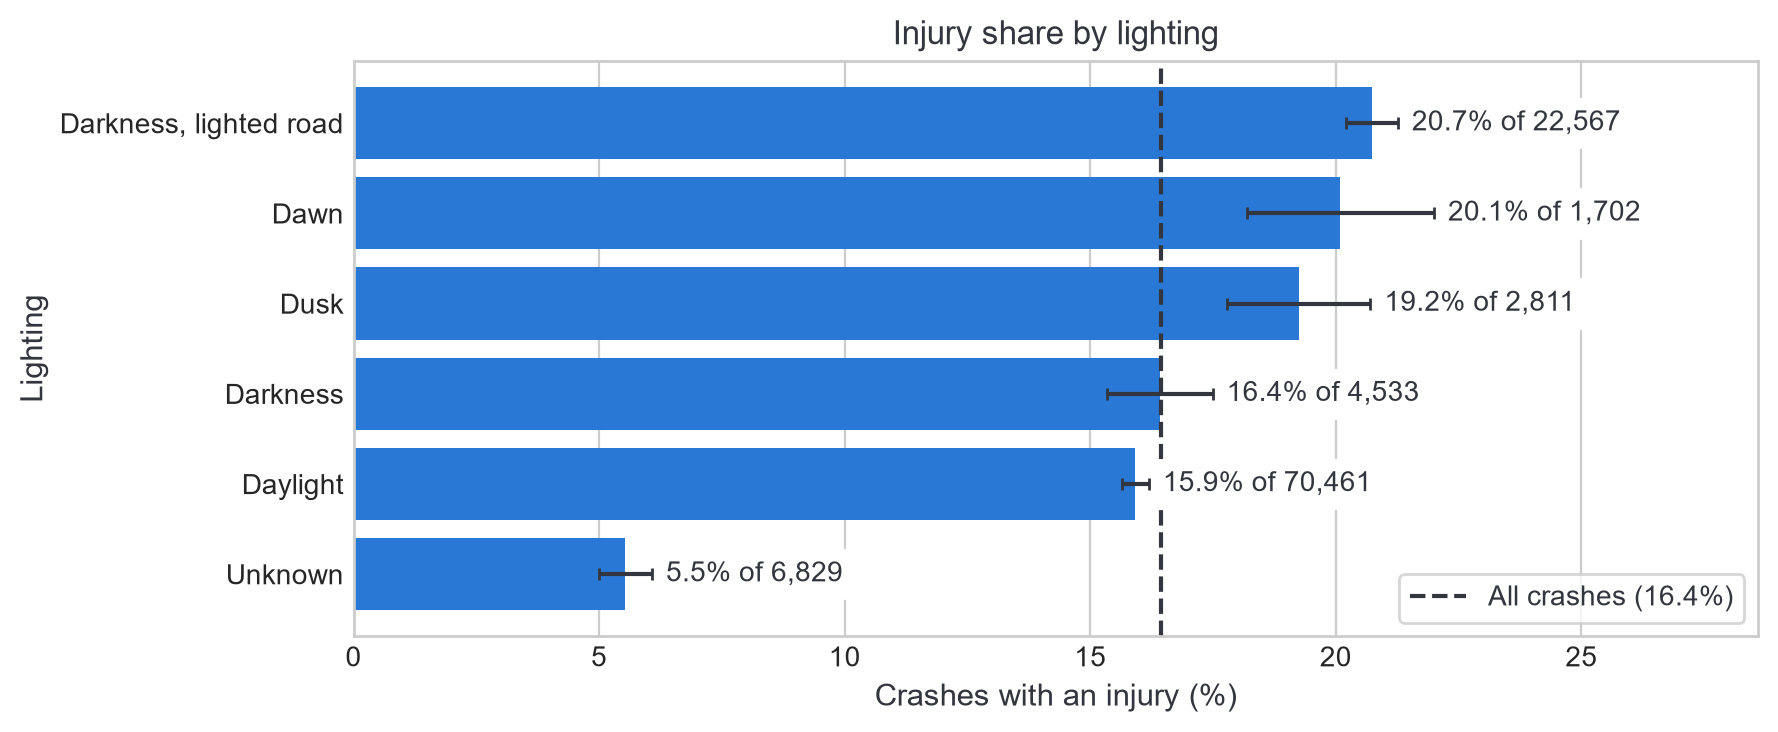 Injury share by lighting
Lighting
Darkness, lighted road
20.7% of 22,567
Dawn
20.1% of 1,702
Dusk
19.2% of 2,811
Darkness
16.4% of 4,533
Daylight
15.9% of 70,461
Unknown
5.5% of 6,829
All crashes (16.4%)
0 5 10 15 20 25
Crashes with an injury (%)